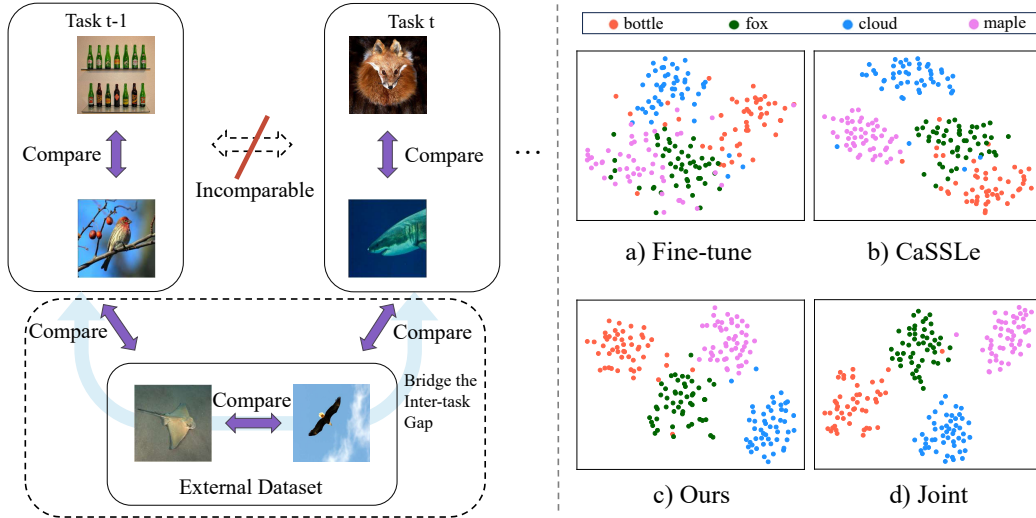 Task t-1
Task t
Compare
Incomparable
Compare
...
Compare
Compare
Compare
Bridge the
Inter-task
Gap
External Dataset
bottle
fox
cloud
maple
a) Fine-tune
b) CaSSLe
c) Ours
d) Joint